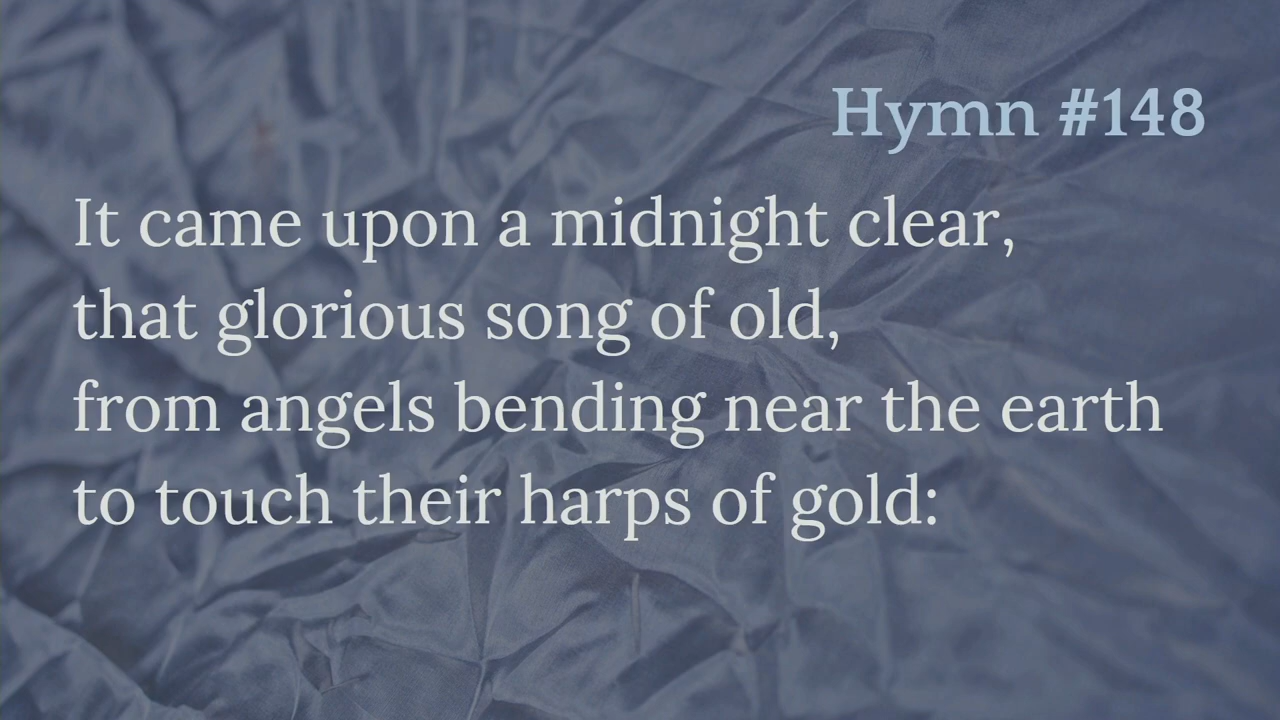 Hymn #148
It came upon a midnight clear,
that glorious song of old,
from angels bending near the earth
to touch their harps of gold: